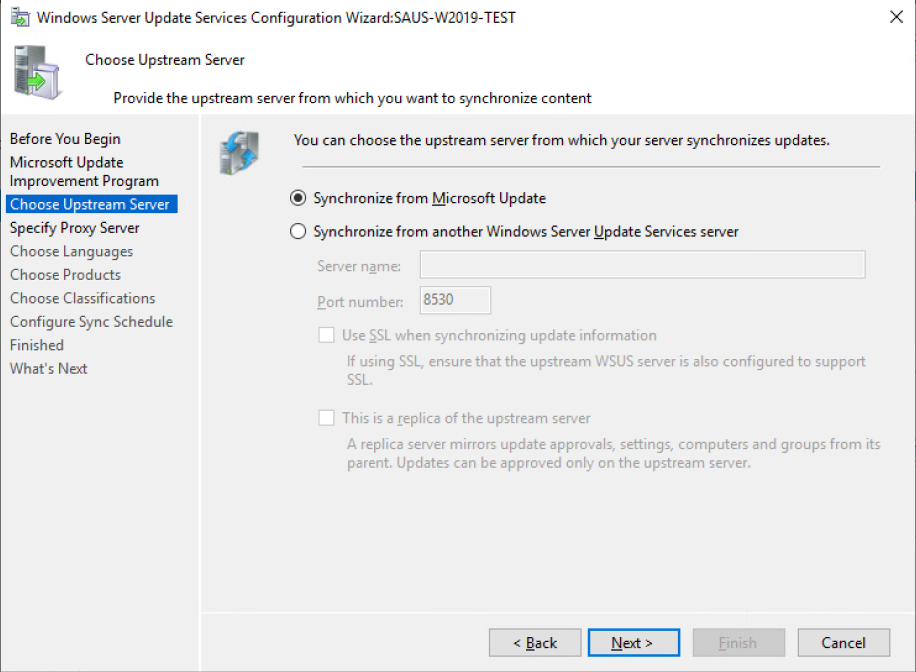 Windows Server Update Services Configuration Wizard:SAUS-W2019-TEST
Choose Upstream Server
Provide the upstream server from which you want to synchronize content
Before You Begin
Microsoft Update
Improvement Program
Choose Upstream Server
Specify Proxy Server
Choose Languages
Choose Products
Choose Classifications
Configure Sync Schedule
Finished
What's Next
You can choose the upstream server from which your server synchronizes updates.
Synchronize from Microsoft Update
Synchronize from another Windows Server Update Services server
Server name:
Port number: 8530
Use SSL when synchronizing update information
If using SSL, ensure that the upstream WSUS server is also configured to support
SSL.
This is a replica of the upstream server
A replica server mirrors update approvals, settings, computers and groups from its
parent. Updates can be approved only on the upstream server.
< Back Next > Finish Cancel